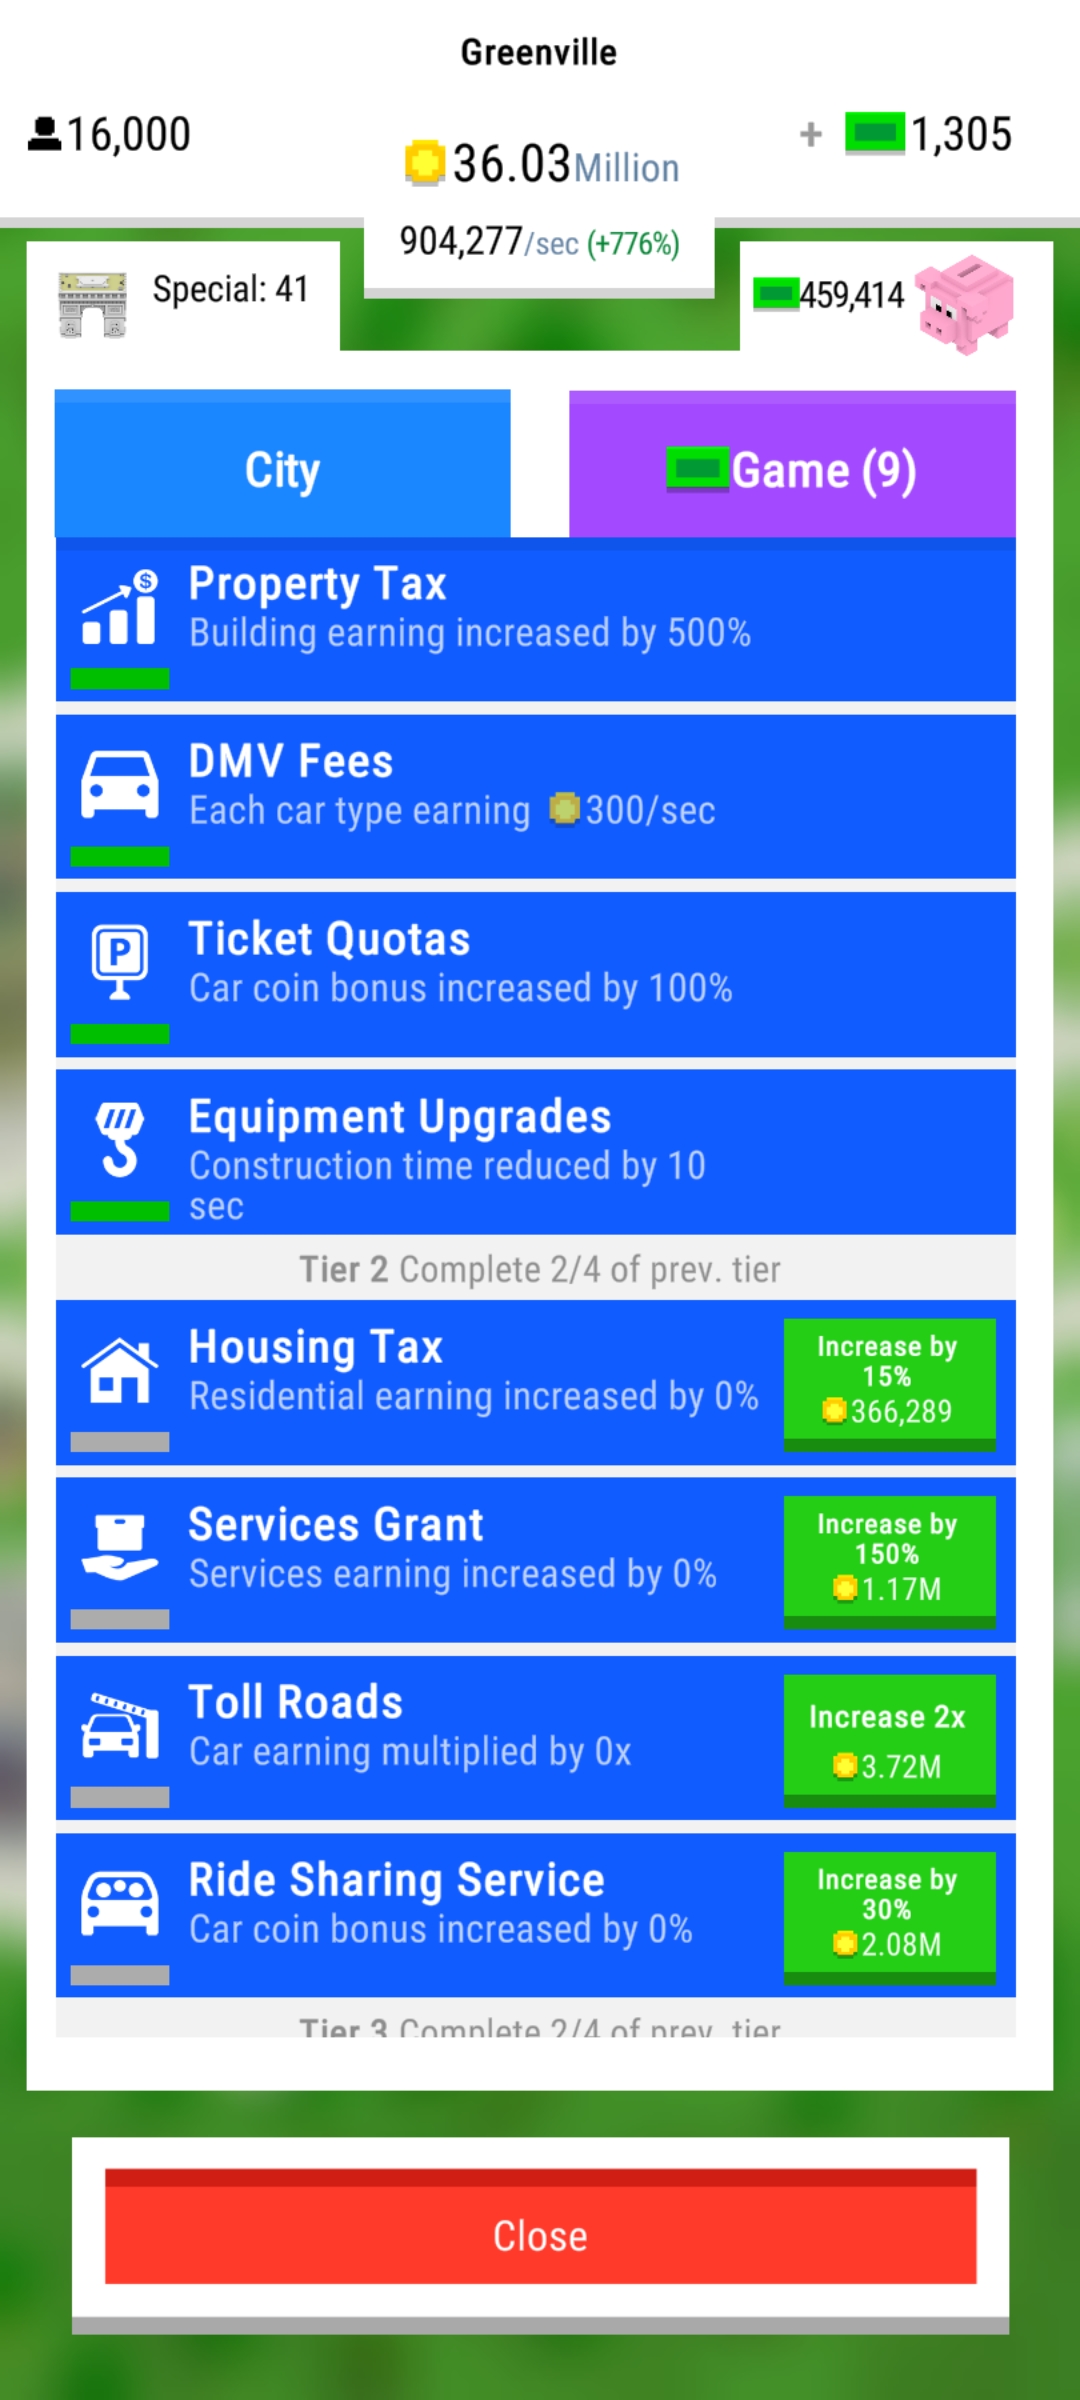 Greenville
16,000
36.03Million
+ 1,305
904,277/sec (+776%)
Special: 41
459,414
City
Game (9)
Property Tax
Building earning increased by 500%
DMV Fees
Each car type earning 300/sec
Ticket Quotas
Car coin bonus increased by 100%
Equipment Upgrades
Construction time reduced by 10
sec
Tier 2 Complete 2/4 of prev. tier
Housing Tax
Residential earning increased by 0%
Increase by
15%
366,289
Services Grant
Services earning increased by 0%
Increase by
150%
1.17M
Toll Roads
Car earning multiplied by 0x
Increase 2x
3.72M
Ride Sharing Service
Car coin bonus increased by 0%
Increase by
30%
2.08M
Tier 3 Complete 2/4 of prev. tier
Close